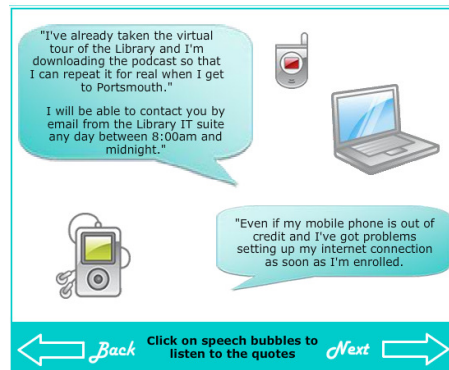 "I've already taken the virtual
tour of the Library and I'm
downloading the podcast so that
I can repeat it for real when I get
to Portsmouth."
I will be able to contact you by
email from the Library IT suite
any day between 8:00am and
midnight."
"Even if my mobile phone is out of
credit and I've got problems
setting up my internet connection
as soon as I'm enrolled.
Back
Click on speech bubbles to
listen to the quotes
Next